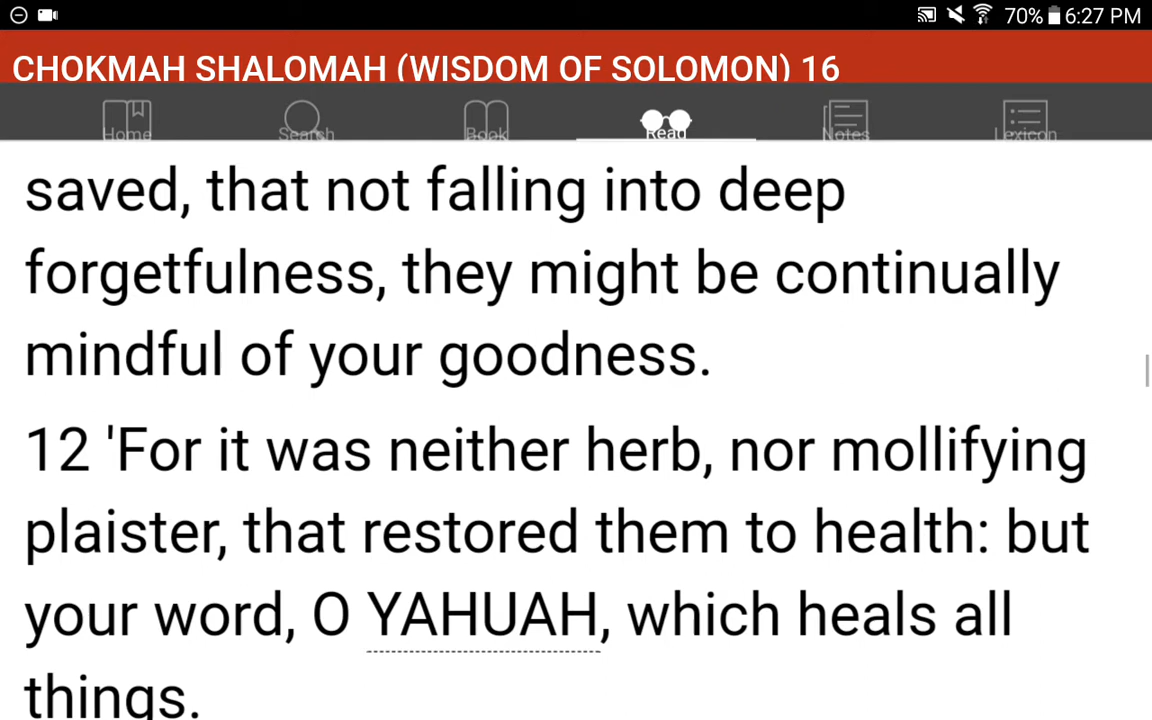 70% 6:27 PM
CHOKMAH SHALOMAH (WISDOM OF SOLOMON) 16
Home Search Book Read Notes Lexicon
saved, that not falling into deep
forgetfulness, they might be continually
mindful of your goodness.
12 'For it was neither herb, nor mollifying
plaister, that restored them to health: but
your word, O YAHUAH, which heals all
things.